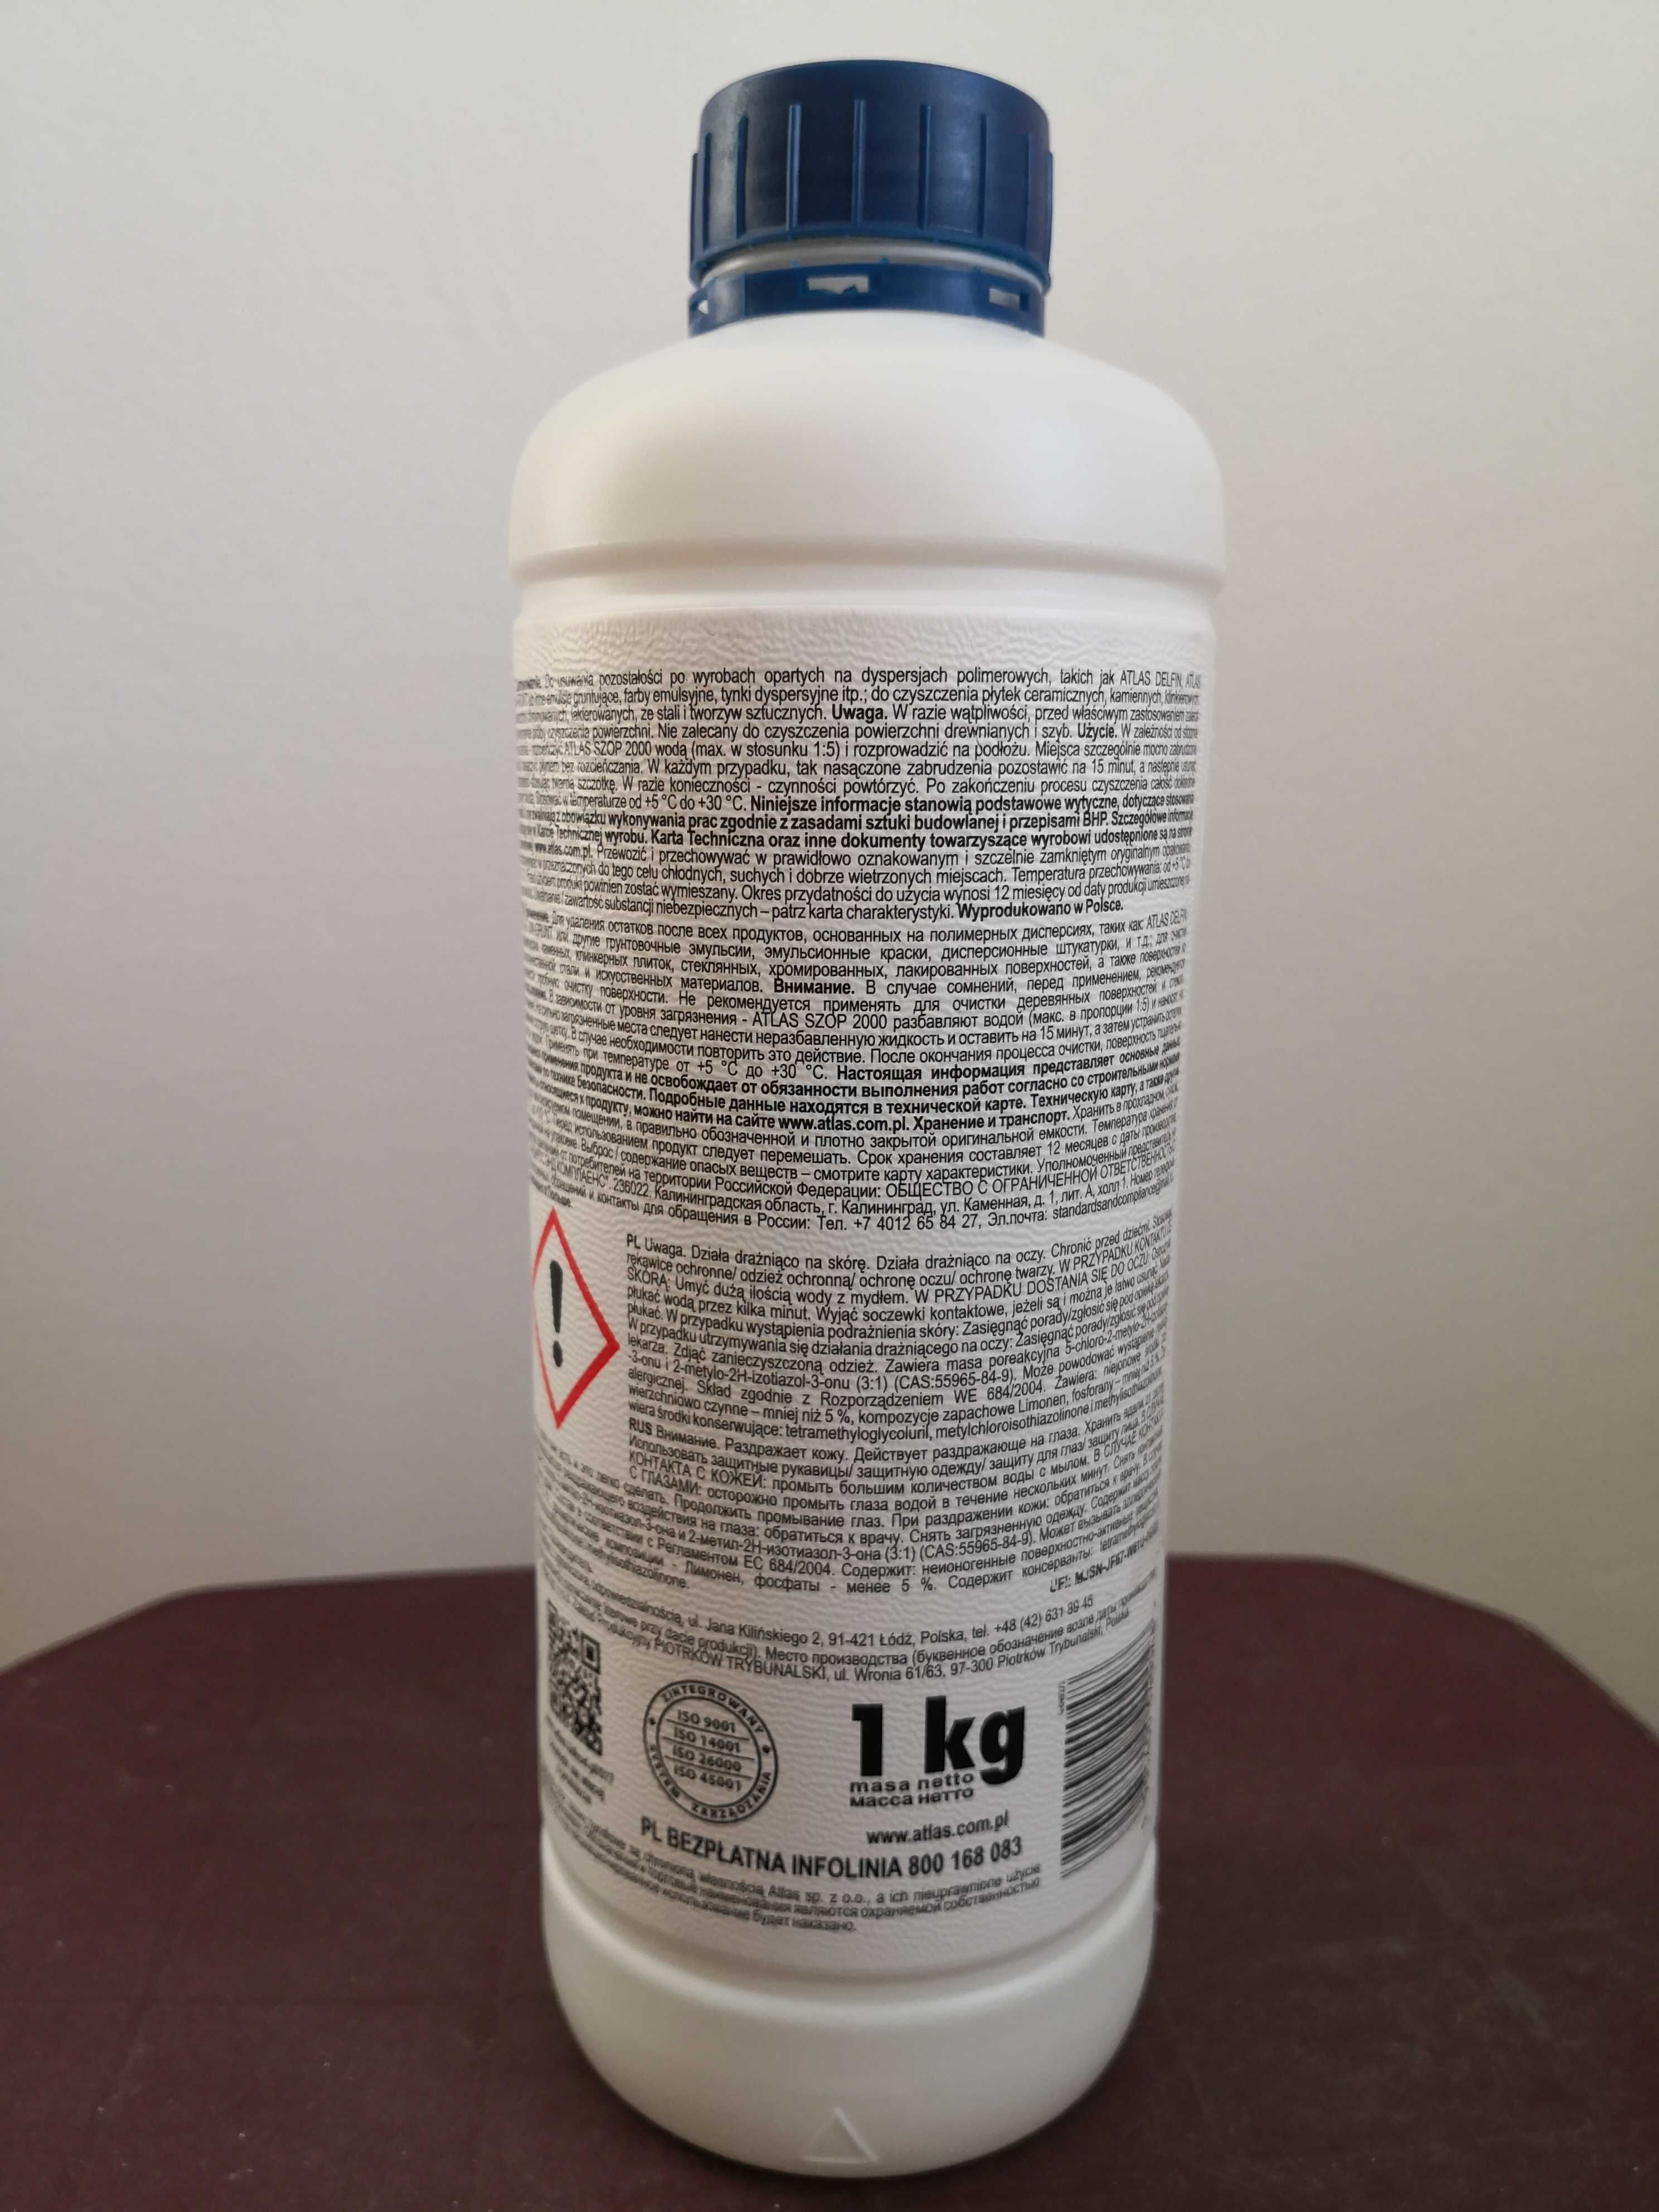 Do usuwania pozostałości po wyrobach opartych na dyspersjach polimerowych, takich jak ATLAS DELFIN, ATLAS
emulsje gruntujące, farby emulsyjne, tynki dyspersyjne itp.; do czyszczenia płytek ceramicznych, kamiennych, klinkierowych,
chromowanych, lakierowanych, ze stali i tworzyw sztucznych. Uwaga. W razie wątpliwości, przed właściwym zastosowaniem zaleca
próby czyszczenia powierzchni. Nie zalecany do czyszczenia powierzchni drewnianych i szyb. Użycie. W zależności od stopnia
ATLAS SZOP 2000 wodą (max. w stosunku 1:5) i rozprowadzić na podłożu. Miejsca szczególnie mocno zabrudzone
płynem bez rozcieńczania. W każdym przypadku, tak nasączone zabrudzenia pozostawić na 15 minut, a następnie usunąć
twardą szczotkę. W razie konieczności - czynności powtórzyć. Po zakończeniu procesu czyszczenia całość dokładnie
Stosować w temperaturze od +5 °C do +30 °C. Niniejsze informacje stanowią podstawowe wytyczne, dotyczące stosowania
z obowiązku wykonywania prac zgodnie z zasadami sztuki budowlanej i przepisami BHP. Szczegółowe informacje
w Karcie Technicznej wyrobu. Karta Techniczna oraz inne dokumenty towarzyszące wyrobowi udostępnione są na stronie
www.atlas.com.pl. Przewozić i przechowywać w prawidłowo oznakowanym i szczelnie zamkniętym oryginalnym opakowaniu
w przeznaczonych do tego celu chłodnych, suchych i dobrze wietrzonych miejscach. Temperatura przechowywania: od +5 °C do
produkt powinien zostać wymieszany. Okres przydatności do użycia wynosi 12 miesięcy od daty produkcji umieszczonej na
zawartość substancji niebezpiecznych – patrz karta charakterystyki. Wyprodukowano w Polsce.
Для удаления остатков после всех продуктов, основанных на полимерных дисперсиях, таких как: ATLAS DELFIN
или другие грунтовочные эмульсии, эмульсионные краски, дисперсионные штукатурки, и т.д.; для очистки
каменных, клинкерных плиток, стеклянных, хромированных, лакированных поверхностей, а также поверхностей из
стали и искусственных материалов. Внимание. В случае сомнений, перед применением, рекомендуется
очистку поверхности. Не рекомендуется применять для очистки деревянных поверхностей и стекол.
В зависимости от уровня загрязнения - ATLAS SZOP 2000 разбавляют водой (макс. в пропорции 1:5) и наносят
загрязненные места следует нанести неразбавленную жидкость и оставить на 15 минут, а затем устранить остатки
щетку. В случае необходимости повторить это действие. После окончания процесса очистки, поверхность тщательно
Применять при температуре от +5 °C до +30 °C. Настоящая информация представляет основные данные
применения продукта и не освобождает от обязанности выполнения работ согласно со строительными нормами
по технике безопасности. Подробные данные находятся в технической карте. Техническую карту, а также другие
к продукту, можно найти на сайте www.atlas.com.pl. Хранение и транспорт. Хранить в прохладном, сухом,
помещении, в правильно обозначенной и плотно закрытой оригинальной емкости. Температура хранения
Перед использованием продукт следует перемешать. Срок хранения составляет 12 месяцев с даты производства
Выброс / содержание опасых веществ – смотрите карту характеристики. Уполномоченный представитель
от потребителей на территории Российской Федерации: ОБЩЕСТВО С ОГРАНИЧЕННОЙ ОТВЕТСТВЕННОСТЬЮ
КОМПЛАЕНС". 236022, Калининградская область, г. Калининград, ул. Каменная, д. 1, лит. А, холл 1. Номер телефона
и контакты для обращения в России: Тел. +7 4012 65 84 27, Эл.почта: standardsandcompliance@
PL Uwaga. Działa drażniąco na skórę. Działa drażniąco na oczy. Chronić przed dziećmi. Stosować
rękawice ochronne/ odzież ochronną/ ochronę oczu/ ochronę twarzy. W PRZYPADKU KONTAKTU ZE
SKÓRĄ: Umyć dużą ilością wody z mydłem. W PRZYPADKU DOSTANIA SIĘ DO OCZU: Ostrożnie
płukać wodą przez kilka minut. Wyjąć soczewki kontaktowe, jeżeli są i można je łatwo usunąć. Nadal
płukać. W przypadku wystąpienia podrażnienia skóry: Zasięgnąć porady/zgłosić się pod opiekę lekarza.
W przypadku utrzymywania się działania drażniącego na oczy: Zasięgnąć porady/zgłosić się pod opiekę
lekarza. Zdjąć zanieczyszczoną odzież. Zawiera masa poreakcyjna 5-chloro-2-metylo-2H-izotiazol-
-3-onu i 2-metylo-2H-izotiazol-3-onu (3:1) (CAS:55965-84-9). Może powodować wystąpienie reakcji
alergicznej. Skład zgodnie z Rozporządzeniem WE 684/2004. Zawiera: niejonowe środki po-
wierzchniowo czynne – mniej niż 5 %, kompozycje zapachowe Limonen, fosforany – mniej niż 5 %. Za-
wiera środki konserwujące: tetramethyloglycoluril, metylchloroisothiazolinone i methylisothiazolinone.
RUS Внимание. Раздражает кожу. Действует раздражающе на глаза. Хранить вдали от детей.
Использовать защитные рукавицы/ защитную одежду/ защиту для глаз/ защиту лица. В СЛУЧАЕ
КОНТАКТА С КОЖЕЙ: промыть большим количеством воды с мылом. В СЛУЧАЕ КОНТАКТА
С ГЛАЗАМИ: осторожно промыть глаза водой в течение нескольких минут. Снять контактные
легко сделать. Продолжить промывание глаз. При раздражении кожи: обратиться к врачу. В случае
воздействия на глаза: обратиться к врачу. Снять загрязненную одежду. Содержит
и 2-метил-2H-изотиазол-3-она (3:1) (CAS:55965-84-9). Может вызывать аллергическую
в соответствии с Регламентом ЕС 684/2004. Содержит: неионогенные поверхностно-активные
композиции - Лимонен, фосфаты - менее 5 %. Содержит консерванты:
methylisothiazolinone.
UFI:
odpowiedzialnością, ul. Jana Kilińskiego 2, 91-421 Łódź, Polska, tel. +48 (42) 631 89 45
przy dacie produkcji). Место производства (буквенное обозначение возле даты
PIOTRKÓW TRYBUNALSKI, ul. Wronia 61/63, 97-300 Piotrków Trybunalski, Polska
ZINTEGROWANY
ISO 9001
ISO 14001
ISO 26000
ISO 45001
SYSTEM ZARZĄDZANIA
1 kg
masa netto
масса нетто
www.atlas.com.pl
PL BEZPŁATNA INFOLINIA 800 168 083
są chronioną własnością Atlas sp. z o.o., a ich nieuprawnione użycie
являются охраняемой собственностью
использование будет наказано.